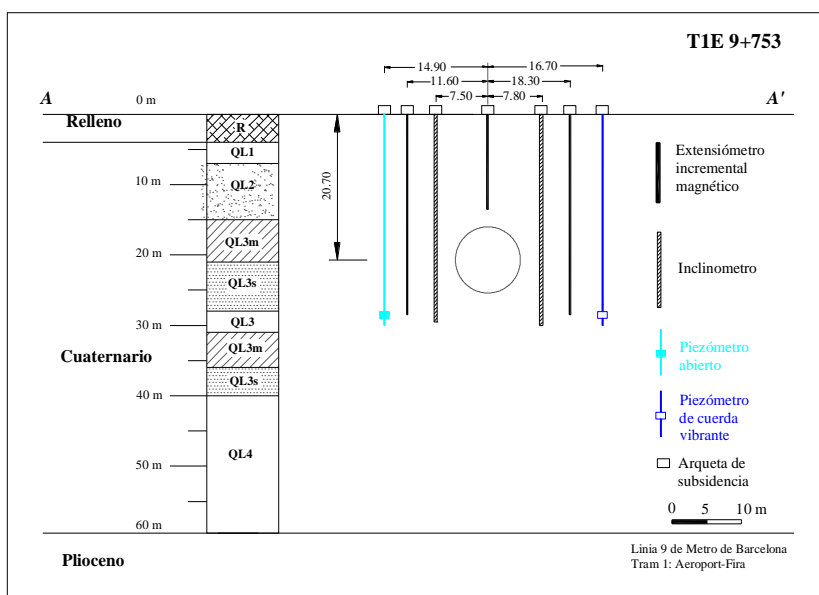 T1E 9+753
14.90
16.70
11.60
18.30
7.50
7.80
A
0 m
A'
Relleno
R
QL1
10 m
QL2
20.70
Extensiómetro
incremental
magnético
20 m
QL3m
QL3s
Inclinometro
30 m
QL3
Cuaternario
QL3m
Piezómetro
abierto
QL3s
40 m
Piezómetro
de cuerda
vibrante
QL4
50 m
Arqueta de
subsidencia
0 5 10 m
60 m
Plioceno
Linia 9 de Metro de Barcelona
Tram 1: Aeroport-Fira